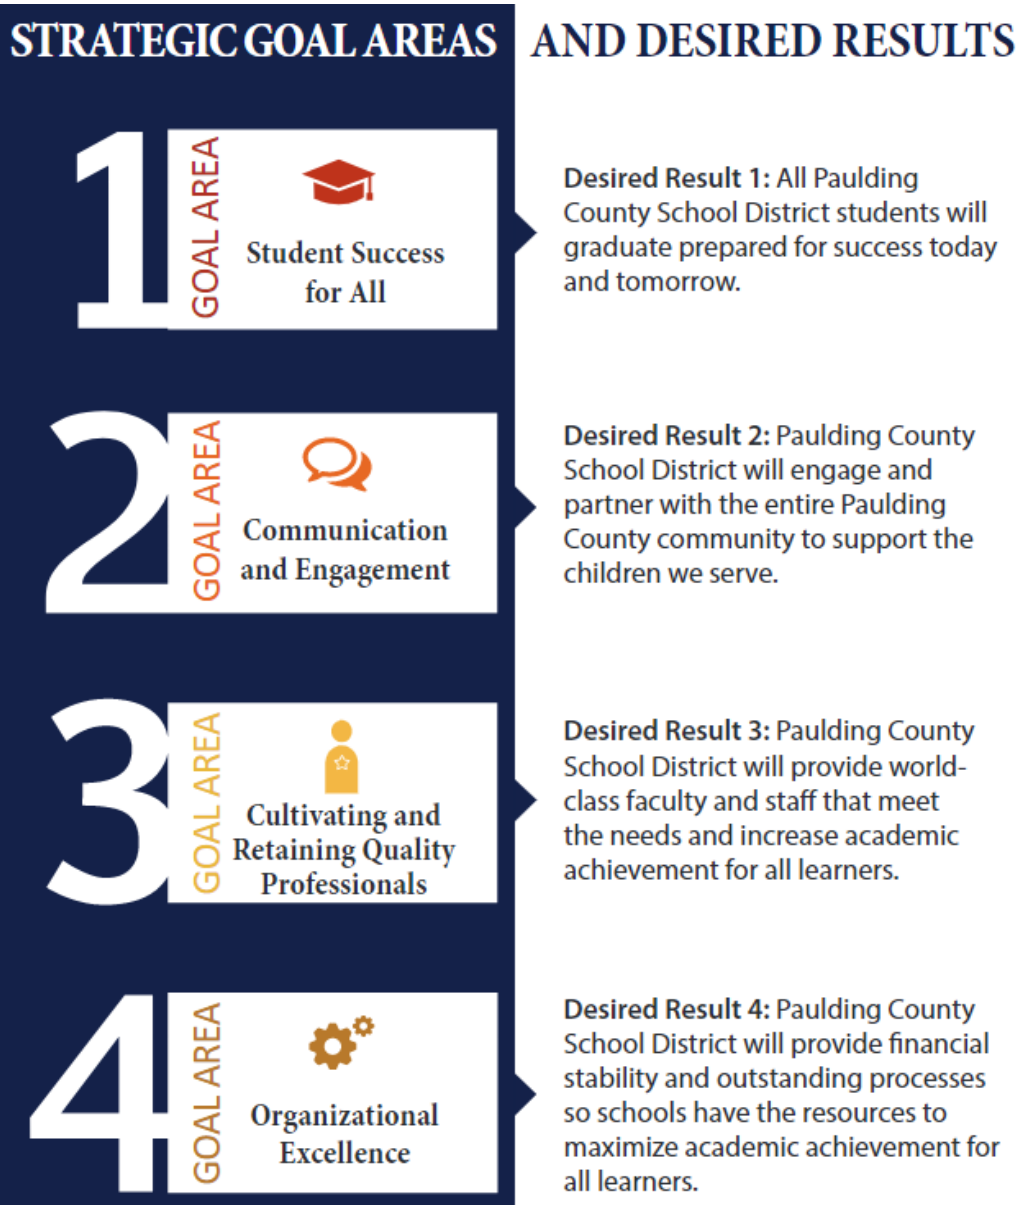 STRATEGIC GOAL AREAS AND DESIRED RESULTS
1
GOAL AREA
Student Success
for All
Desired Result 1: All Paulding
County School District students will
graduate prepared for success today
and tomorrow.
2
GOAL AREA
Communication
and Engagement
Desired Result 2: Paulding County
School District will engage and
partner with the entire Paulding
County community to support the
children we serve.
3
GOAL AREA
Cultivating and
Retaining Quality
Professionals
Desired Result 3: Paulding County
School District will provide world-
class faculty and staff that meet
the needs and increase academic
achievement for all learners.
4
GOAL AREA
Organizational
Excellence
Desired Result 4: Paulding County
School District will provide financial
stability and outstanding processes
so schools have the resources to
maximize academic achievement for
all learners.